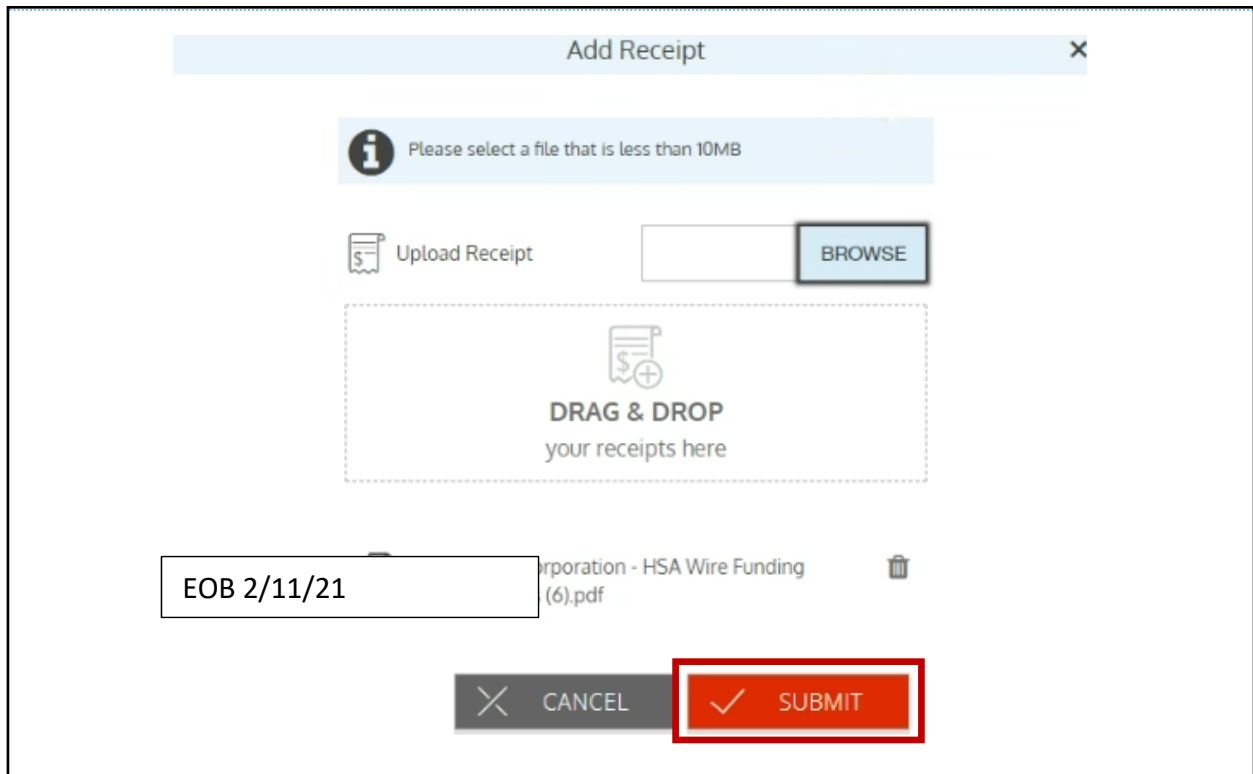 Add Receipt
Please select a file that is less than 10MB
Upload Receipt
BROWSE
DRAG & DROP
your receipts here
EOB 2/11/21
- HSA Wire Funding
(6).pdf
CANCEL
SUBMIT